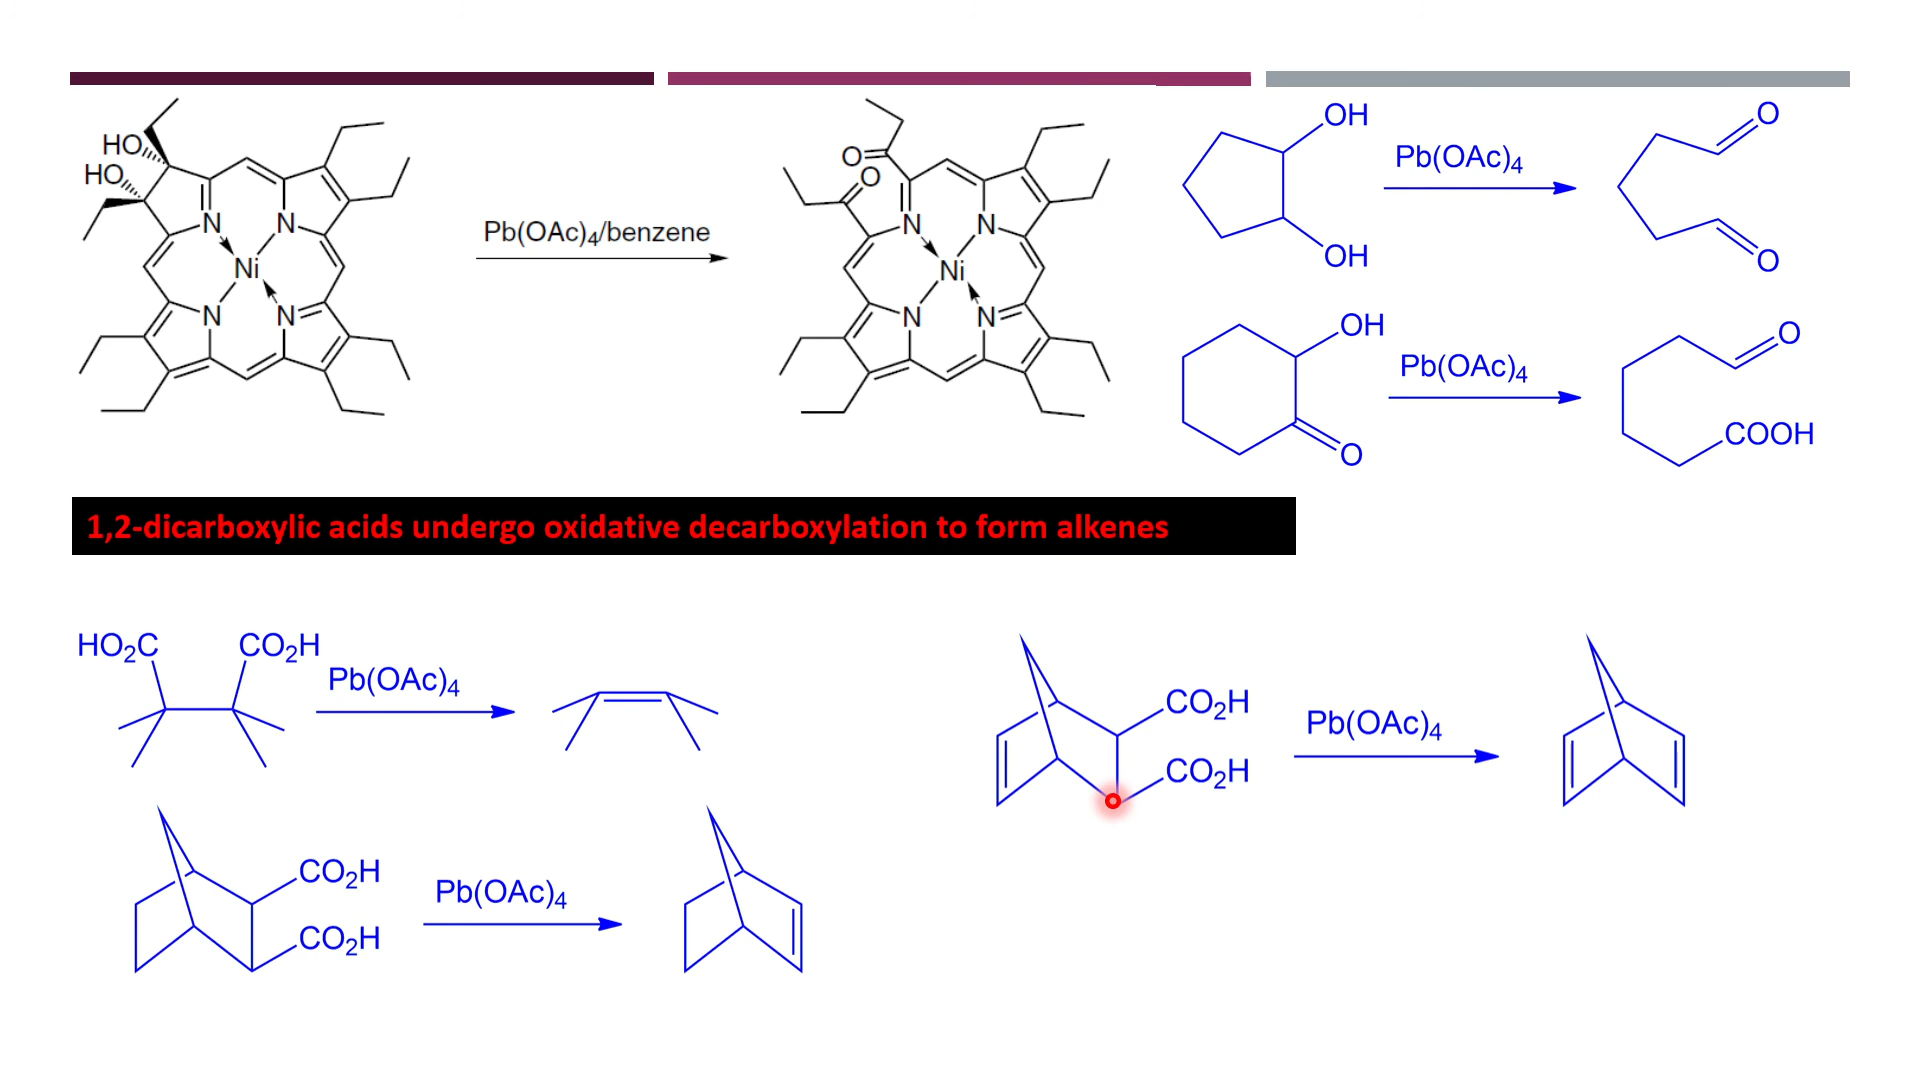 HO
HO
N
N
Ni
N
N
Pb(OAc)4/benzene
O
O
N
N
Ni
N
N
OH
OH
Pb(OAc)4
O
O
OH
O
Pb(OAc)4
O
COOH
1,2-dicarboxylic acids undergo oxidative decarboxylation to form alkenes
HO2C
CO2H
Pb(OAc)4
CO2H
CO2H
Pb(OAc)4
CO2H
CO2H
Pb(OAc)4